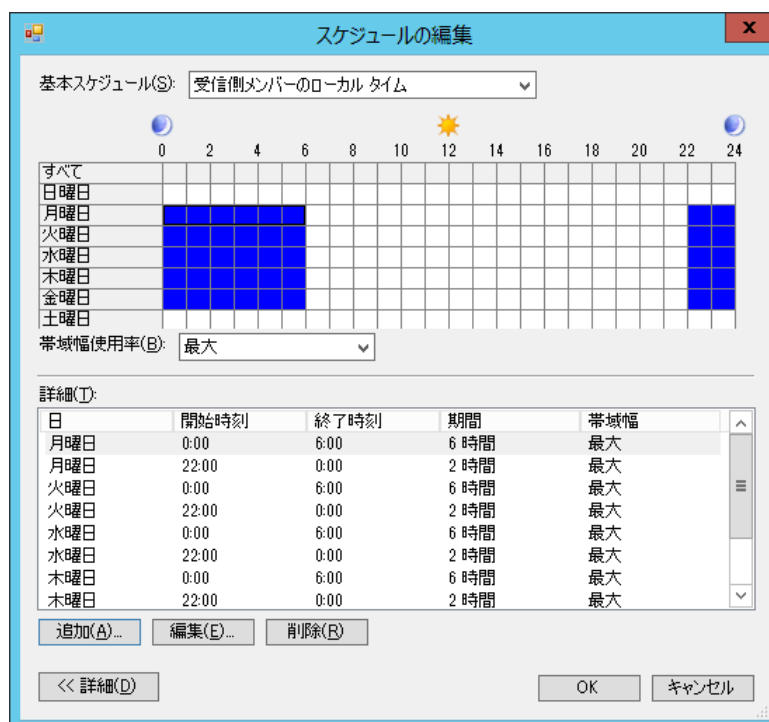 スケジュールの編集
x
基本スケジュール(S): 受信側メンバーのローカル タイム
0 2 4 6 8 10 12 14 16 18 20 22 24
すべて
日曜日
月曜日
火曜日
水曜日
木曜日
金曜日
土曜日
帯域幅使用率(B): 最大
詳細(T):
日 開始時刻 終了時刻 期間 帯域幅
月曜日 0:00 6:00 6 時間 最大
月曜日 22:00 0:00 2 時間 最大
火曜日 0:00 6:00 6 時間 最大
火曜日 22:00 0:00 2 時間 最大
水曜日 0:00 6:00 6 時間 最大
水曜日 22:00 0:00 2 時間 最大
木曜日 0:00 6:00 6 時間 最大
木曜日 22:00 0:00 2 時間 最大
追加(A)... 編集(E)... 削除(R)
<< 詳細(D) OK キャンセル